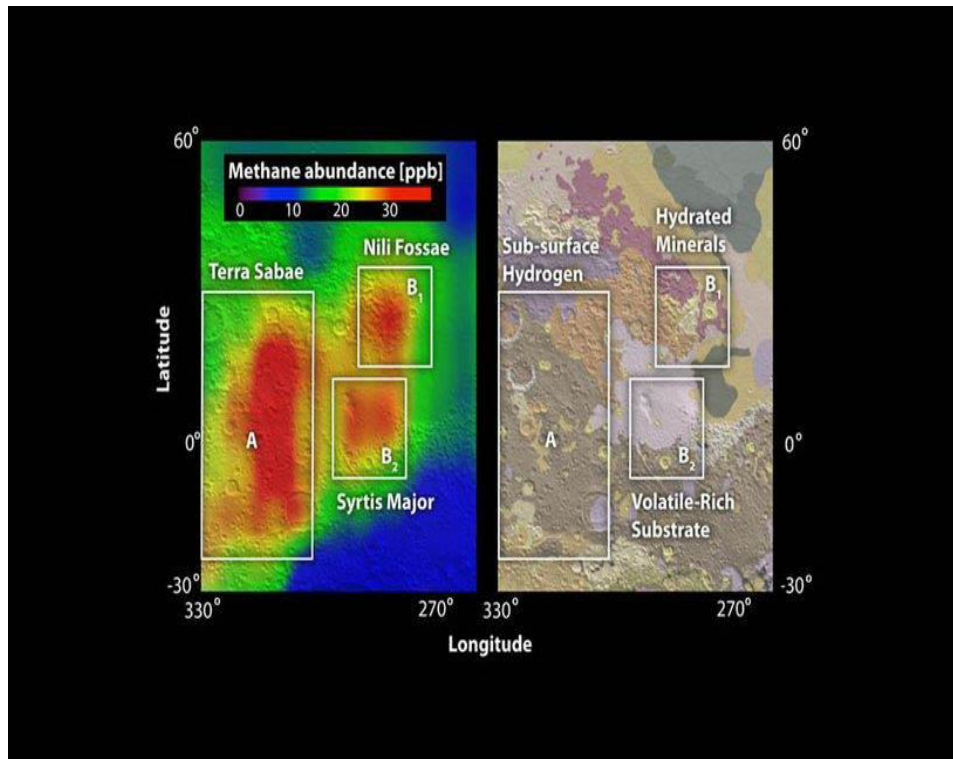 60°
Methane abundance [ppb]
0 10 20 30
Nili Fossae
Terra Sabae
B1
A
B2
Syrtis Major
Latitude
0°
-30°
330°
270°
Longitude
60°
Hydrated
Minerals
Sub-surface
Hydrogen
B1
A
B2
Volatile-Rich
Substrate
0°
-30°
330°
270°